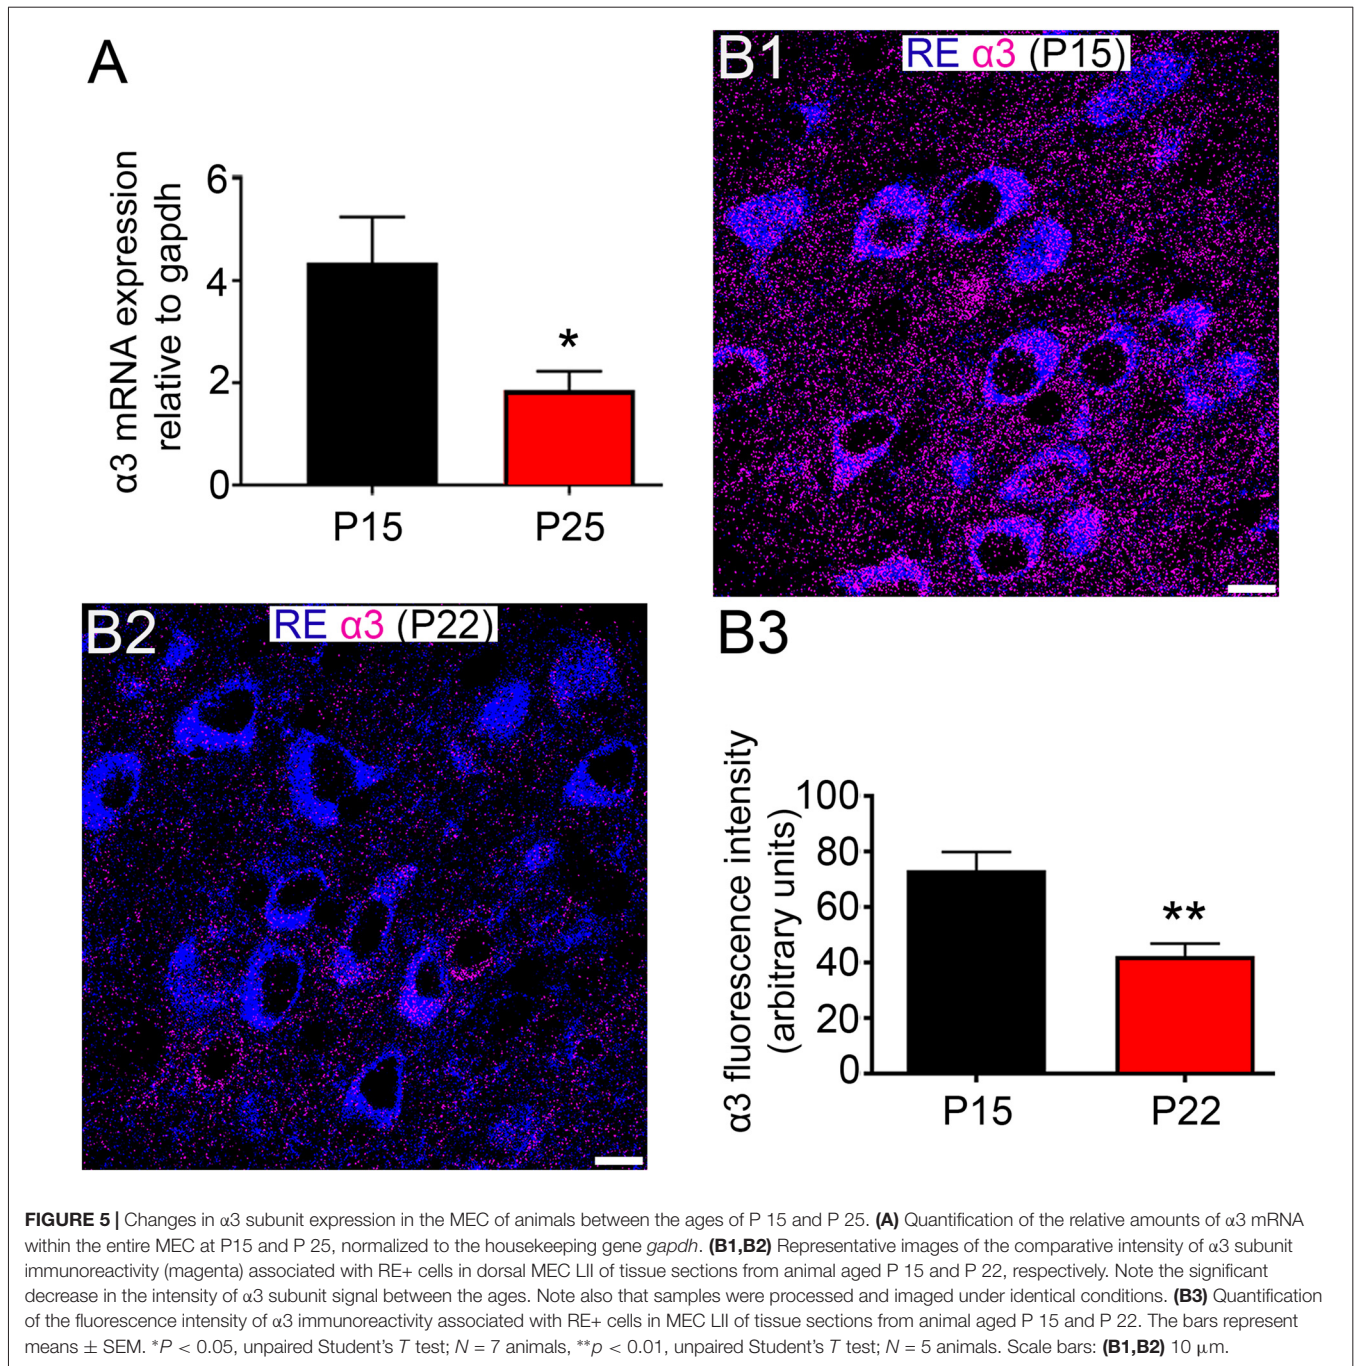 A
α3 mRNA expression
relative to gapdh
6
4
2
0
*
P15
P25
B1
RE α3 (P15)
B2
RE α3 (P22)
B3
α3 fluorescence intensity
(arbitrary units)
100
80
60
40
20
0
**
P15
P22
FIGURE 5 | Changes in α3 subunit expression in the MEC of animals between the ages of P 15 and P 25. (A) Quantification of the relative amounts of α3 mRNA
within the entire MEC at P15 and P 25, normalized to the housekeeping gene gapdh. (B1,B2) Representative images of the comparative intensity of α3 subunit
immunoreactivity (magenta) associated with RE+ cells in dorsal MEC LII of tissue sections from animal aged P 15 and P 22, respectively. Note the significant
decrease in the intensity of α3 subunit signal between the ages. Note also that samples were processed and imaged under identical conditions. (B3) Quantification
of the fluorescence intensity of α3 immunoreactivity associated with RE+ cells in MEC LII of tissue sections from animal aged P 15 and P 22. The bars represent
means ± SEM. *P < 0.05, unpaired Student's T test; N = 7 animals, **p < 0.01, unpaired Student's T test; N = 5 animals. Scale bars: (B1,B2) 10 μm.